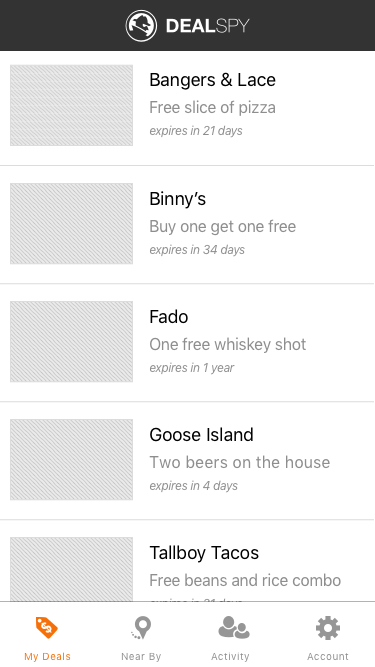 DEALSPY
Bangers & Lace
Free slice of pizza
expires in 21 days
Binny’s
Buy one get one free
expires in 34 days
Fado
One free whiskey shot
expires in 1 year
Goose Island
Two beers on the house
expires in 4 days
Tallboy Tacos
Free beans and rice combo
My Deals
Near By
Activity
Account